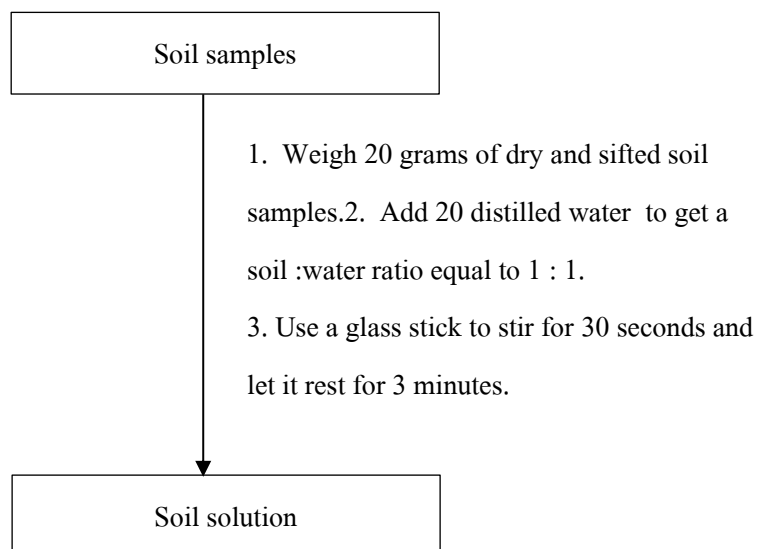 Soil samples
1. Weigh 20 grams of dry and sifted soil
samples.2. Add 20 distilled water to get a
soil :water ratio equal to 1 : 1.
3. Use a glass stick to stir for 30 seconds and
let it rest for 3 minutes.
Soil solution